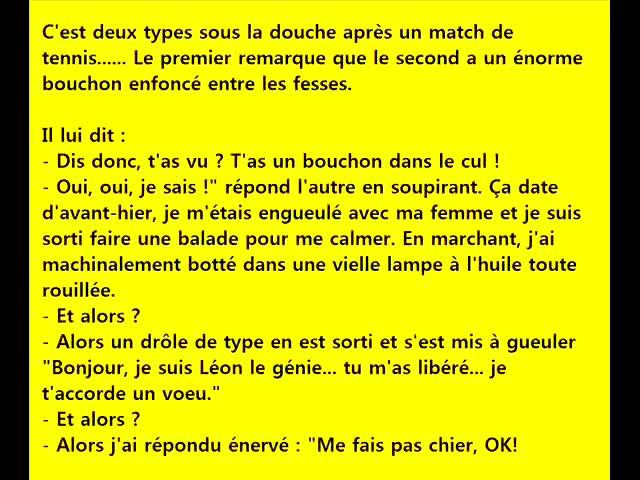 C'est deux types sous la douche après un match de
tennis...... Le premier remarque que le second a un énorme
bouchon enfoncé entre les fesses.
Il lui dit :
- Dis donc, t'as vu ? T'as un bouchon dans le cul !
- Oui, oui, je sais !" répond l'autre en soupirant. Ça date
d'avant-hier, je m'étais engueulé avec ma femme et je suis
sorti faire une balade pour me calmer. En marchant, j'ai
machinalement botté dans une vielle lampe à l'huile toute
rouillée.
- Et alors ?
- Alors un drôle de type en est sorti et s'est mis à gueuler
"Bonjour, je suis Léon le génie... tu m'as libéré... je
t'accorde un voeu."
- Et alors ?
- Alors j'ai répondu énervé : "Me fais pas chier, OK!